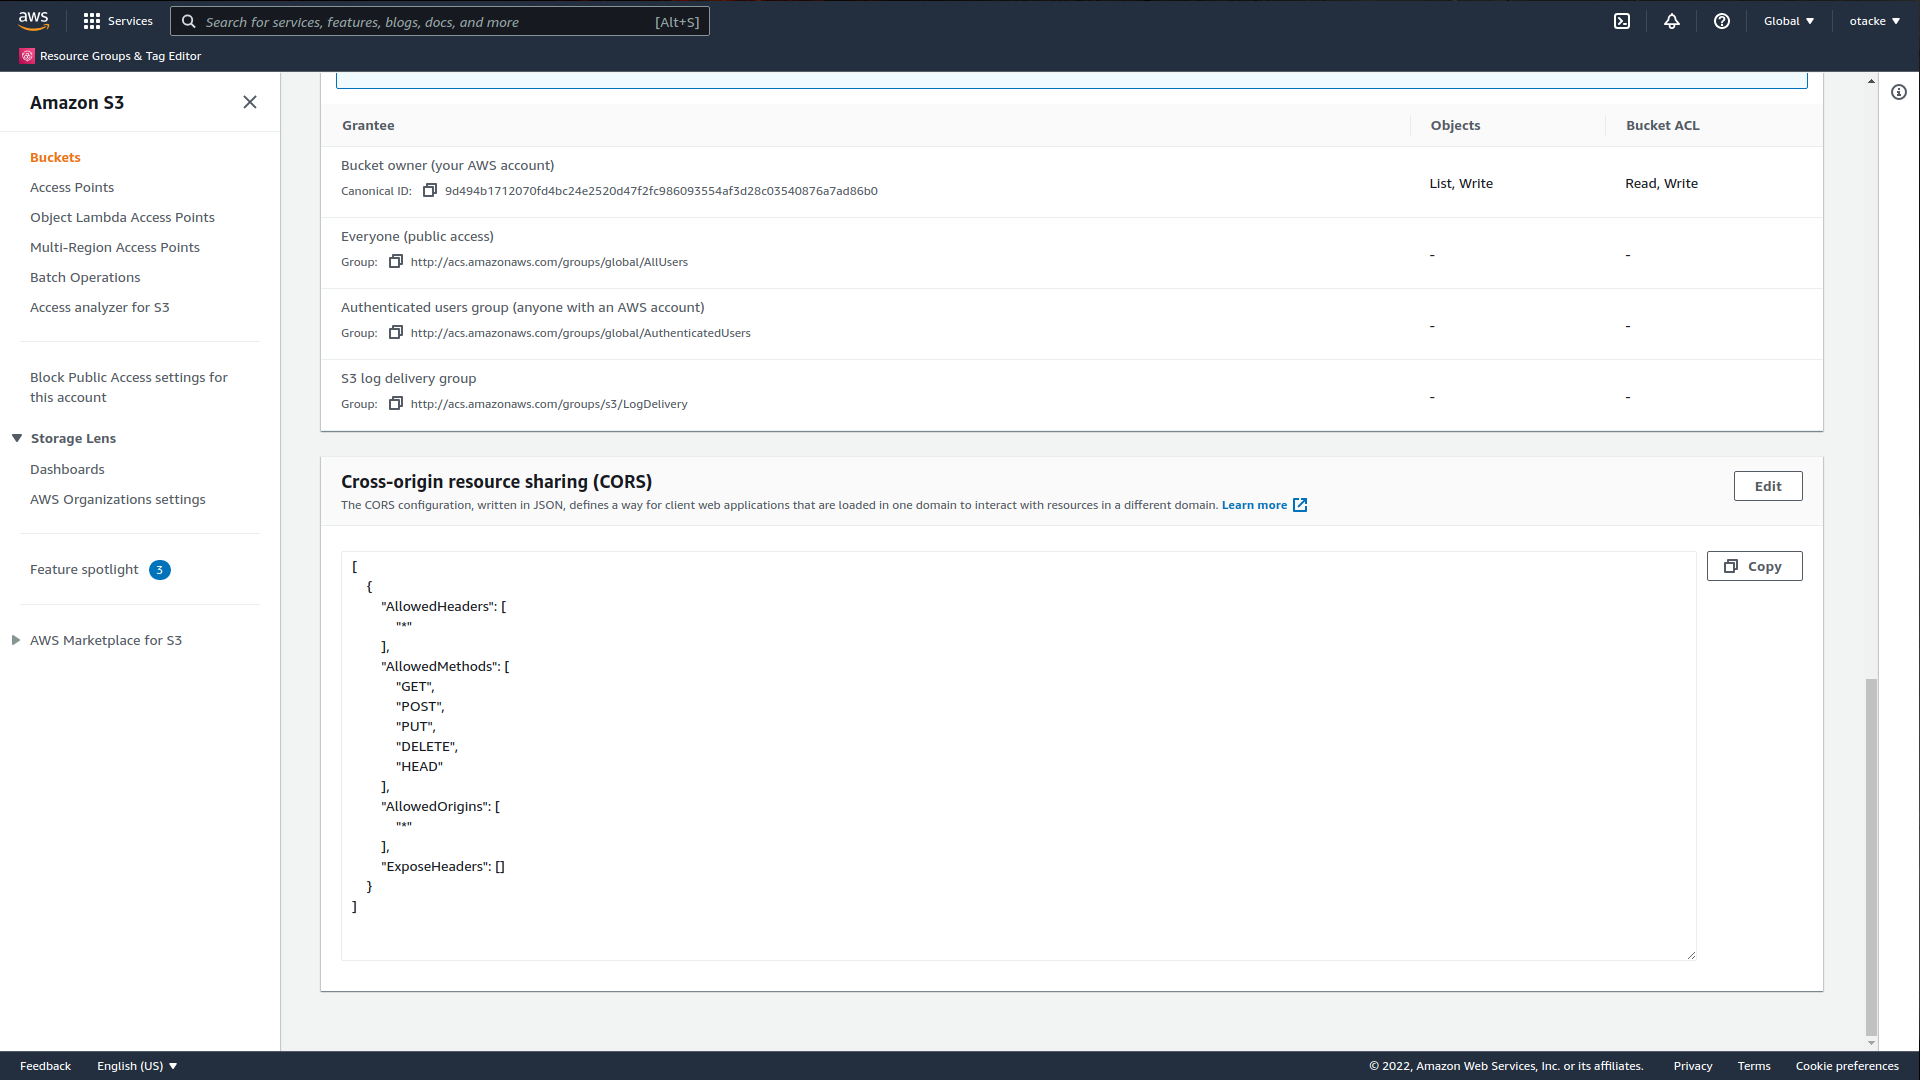 aws
Services
Search for services, features, blogs, docs, and more
[Alt+S]
Global
otacke
Resource Groups & Tag Editor
Amazon S3
Buckets
Access Points
Object Lambda Access Points
Multi-Region Access Points
Batch Operations
Access analyzer for S3
Block Public Access settings for
this account
Storage Lens
Dashboards
AWS Organizations settings
Feature spotlight 3
AWS Marketplace for S3
Grantee Objects Bucket ACL
Bucket owner (your AWS account)
Canonical ID: 9d494b1712070fd4bc24e2520d47f2fc986093554af3d28c03540876a7ad86b0
List, Write Read, Write
Everyone (public access)
Group: http://acs.amazonaws.com/groups/global/AllUsers
- -
Authenticated users group (anyone with an AWS account)
Group: http://acs.amazonaws.com/groups/global/AuthenticatedUsers
- -
S3 log delivery group
Group: http://acs.amazonaws.com/groups/s3/LogDelivery
- -
Cross-origin resource sharing (CORS)
Edit
The CORS configuration, written in JSON, defines a way for client web applications that are loaded in one domain to interact with resources in a different domain. Learn more
Copy
[
{
"AllowedHeaders": [
"*"
],
"AllowedMethods": [
"GET",
"POST",
"PUT",
"DELETE",
"HEAD"
],
"AllowedOrigins": [
"*"
],
"ExposeHeaders": []
}
]
Feedback
English (US)
© 2022, Amazon Web Services, Inc. or its affiliates.
Privacy
Terms
Cookie preferences